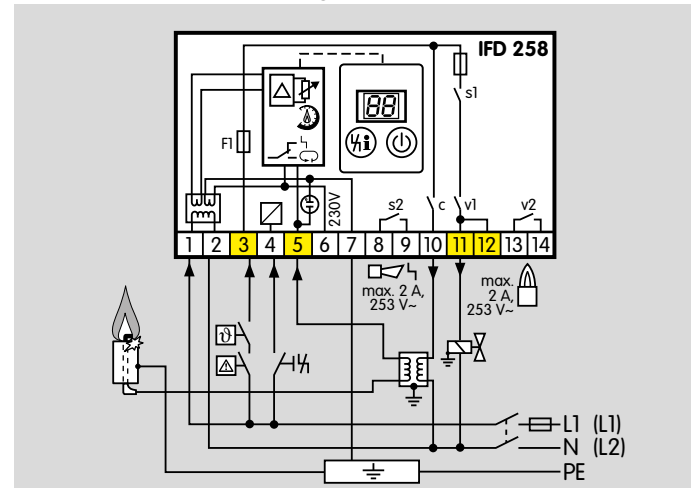 IFD 258
s1
88
F1
i
230V
s2
c
v1
v2
1 2 3 4 5 6 7 8 9 10 11 12 13 14
max.
2 A,
253 V~
max.
2 A,
253 V~
ϑ
L1 (L1)
N (L2)
PE